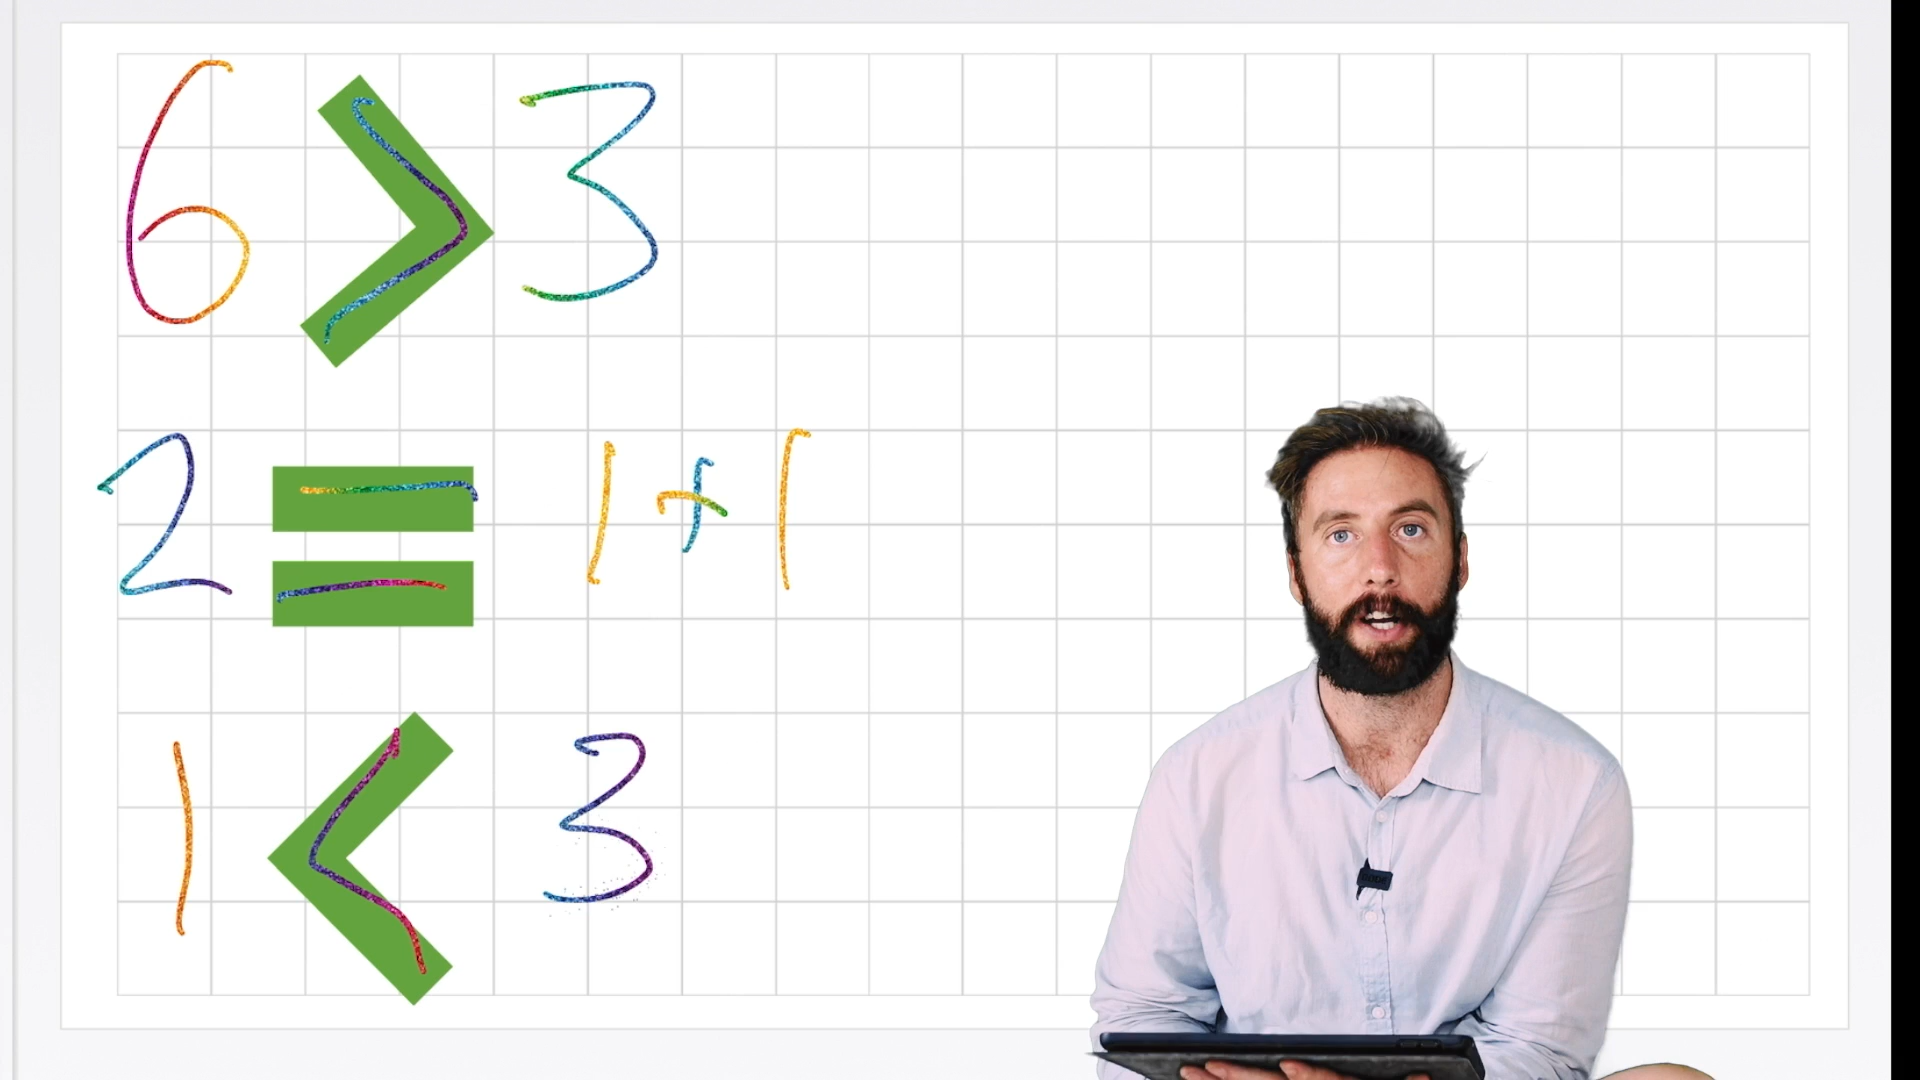 6 > 3
2 = 1 + 1
1 < 3